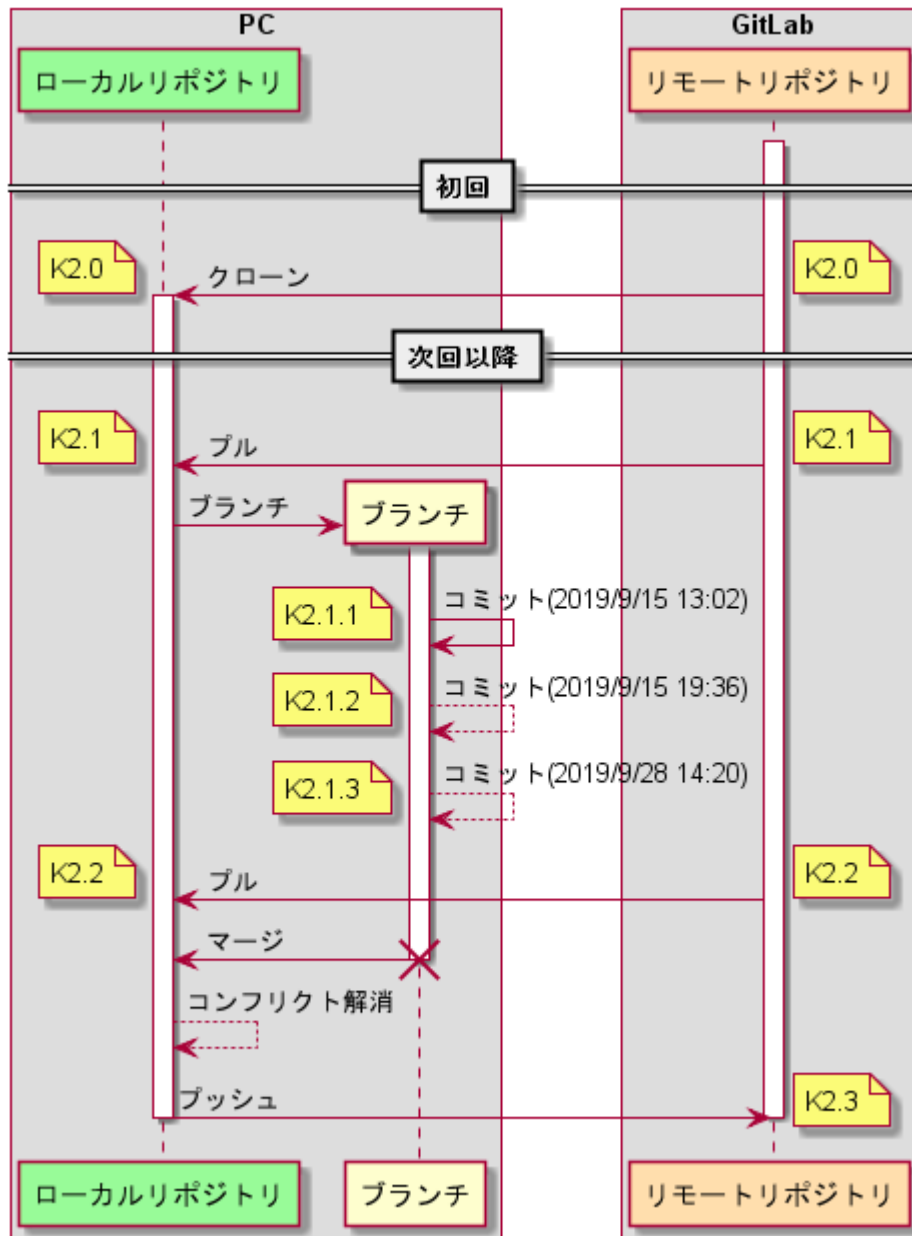 PC
GitLab
ローカルリポジトリ
リモートリポジトリ
初回
K2.0
クローン
K2.0
次回以降
K2.1
プル
K2.1
ブランチ
ブランチ
K2.1.1
コミット(2019/9/15 13:02)
K2.1.2
コミット(2019/9/15 19:36)
K2.1.3
コミット(2019/9/28 14:20)
K2.2
プル
K2.2
マージ
コンフリクト解消
プッシュ
K2.3
ローカルリポジトリ
ブランチ
リモートリポジトリ